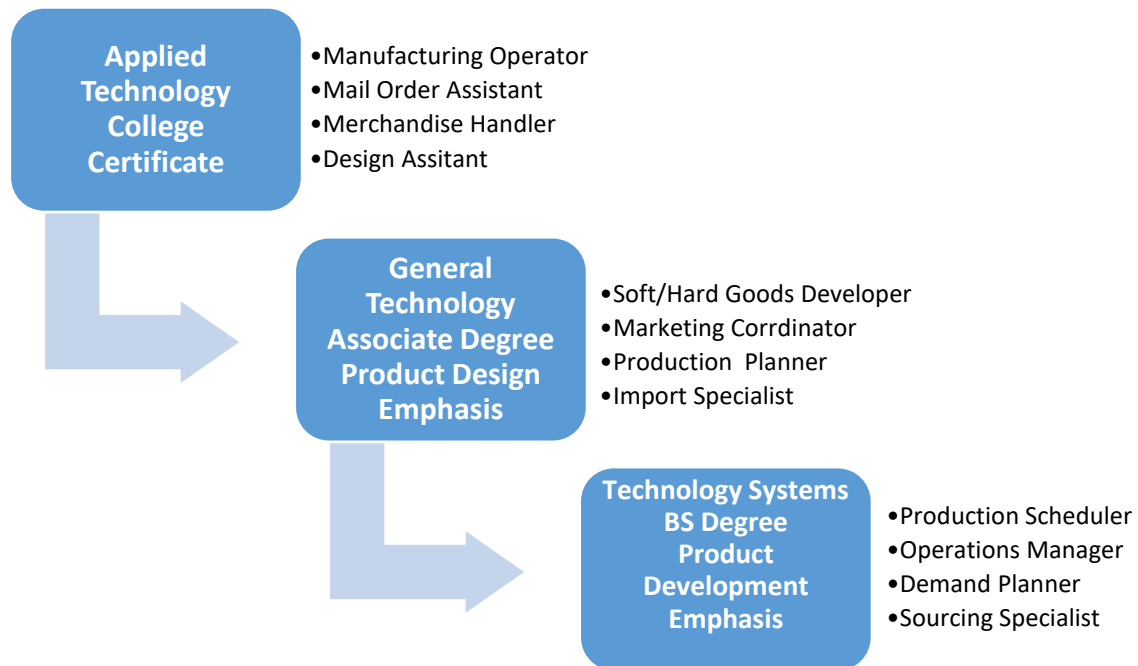 Applied
Technology
College
Certificate
•Manufacturing Operator
•Mail Order Assistant
•Merchandise Handler
•Design Assitant
General
Technology
Associate Degree
Product Design
Emphasis
•Soft/Hard Goods Developer
•Marketing Corrdinator
•Production  Planner
•Import Specialist
Technology Systems
BS Degree
Product
Development
Emphasis
•Production Scheduler
•Operations Manager
•Demand Planner
•Sourcing Specialist